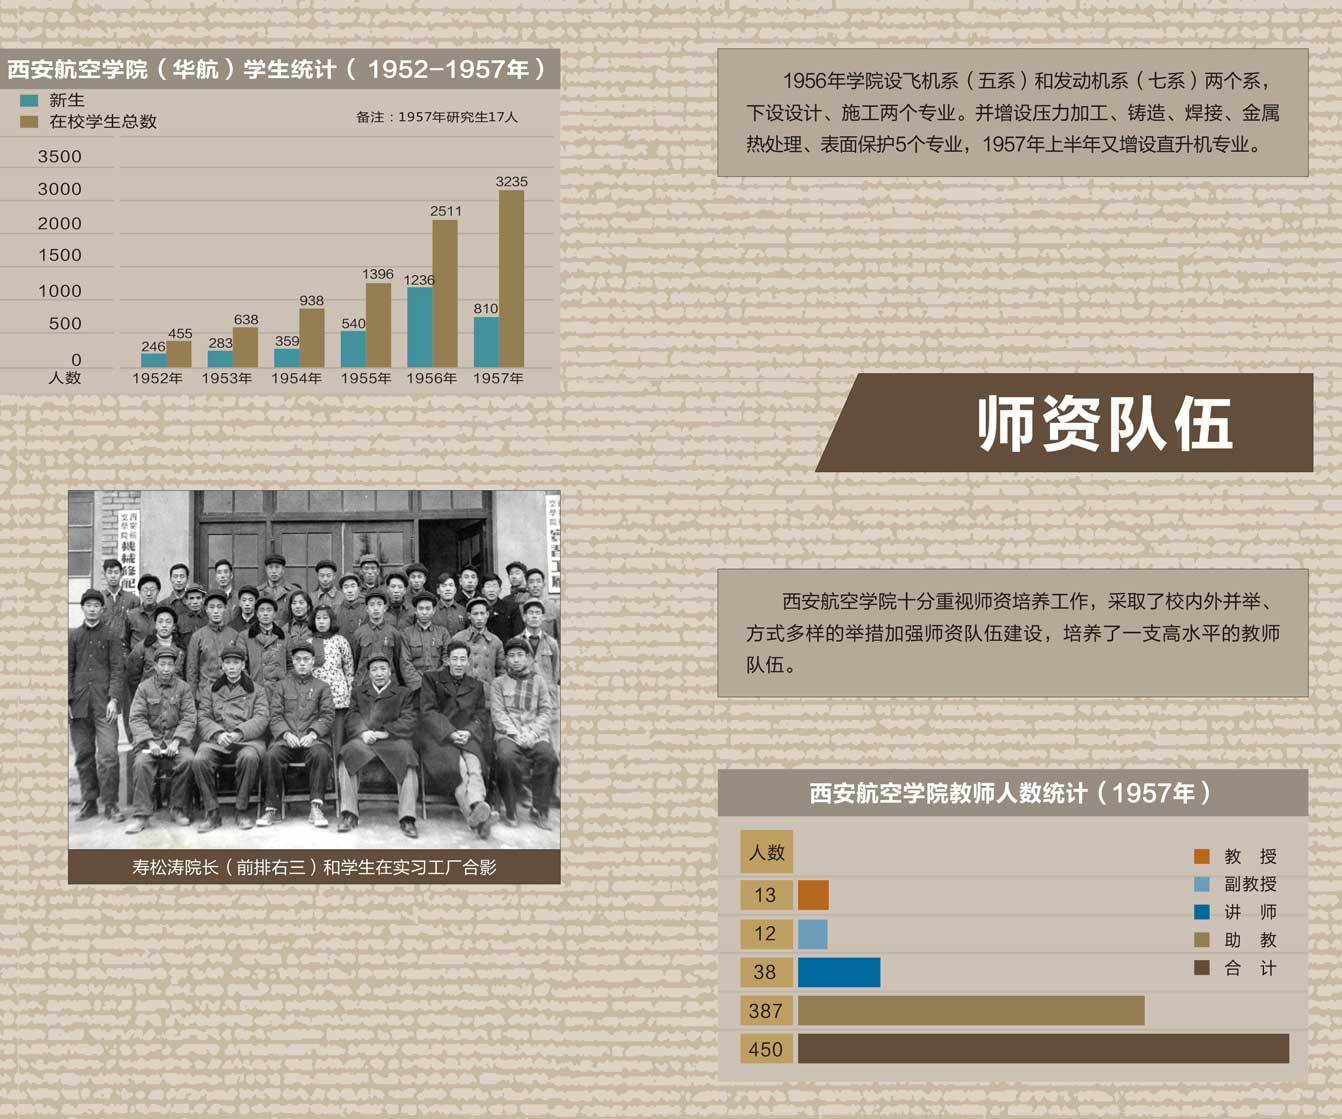 西安航空学院（华航）学生统计（ 1952-1957年 ）
新生
在校学生总数
备注：1957年研究生17人
3500
3000
2000
1500
1000
500
0
人数
246 455
283 638
359 938
540 1396
1236 2511
810 3235
1952年 1953年 1954年 1955年 1956年 1957年
機械修配
寿松涛院长（前排右三）和学生在实习工厂合影
1956年学院设飞机系（五系）和发动机系（七系）两个系，
下设设计、施工两个专业。并增设压力加工、铸造、焊接、金属
热处理、表面保护5个专业，1957年上半年又增设直升机专业。
师资队伍
西安航空学院十分重视师资培养工作，采取了校内外并举、
方式多样的举措加强师资队伍建设，培养了一支高水平的教师
队伍。
西安航空学院教师人数统计（1957年）
人数
13
12
38
387
450
教 授
副教授
讲 师
助 教
合 计